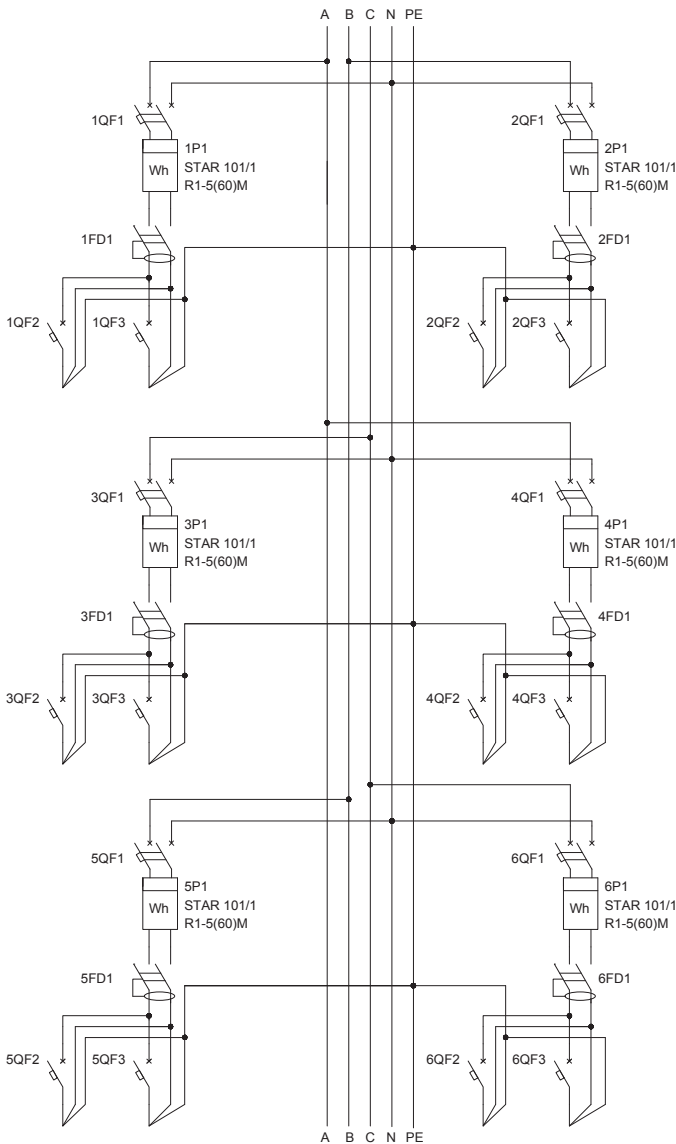 A B C N PE
1QF1
1P1
Wh
STAR 101/1
R1-5(60)M
1FD1
1QF2
1QF3
2QF1
2P1
Wh
STAR 101/1
R1-5(60)M
2FD1
2QF2
2QF3
3QF1
3P1
Wh
STAR 101/1
R1-5(60)M
3FD1
3QF2
3QF3
4QF1
4P1
Wh
STAR 101/1
R1-5(60)M
4FD1
4QF2
4QF3
5QF1
5P1
Wh
STAR 101/1
R1-5(60)M
5FD1
5QF2
5QF3
6QF1
6P1
Wh
STAR 101/1
R1-5(60)M
6FD1
6QF2
6QF3
A B C N PE